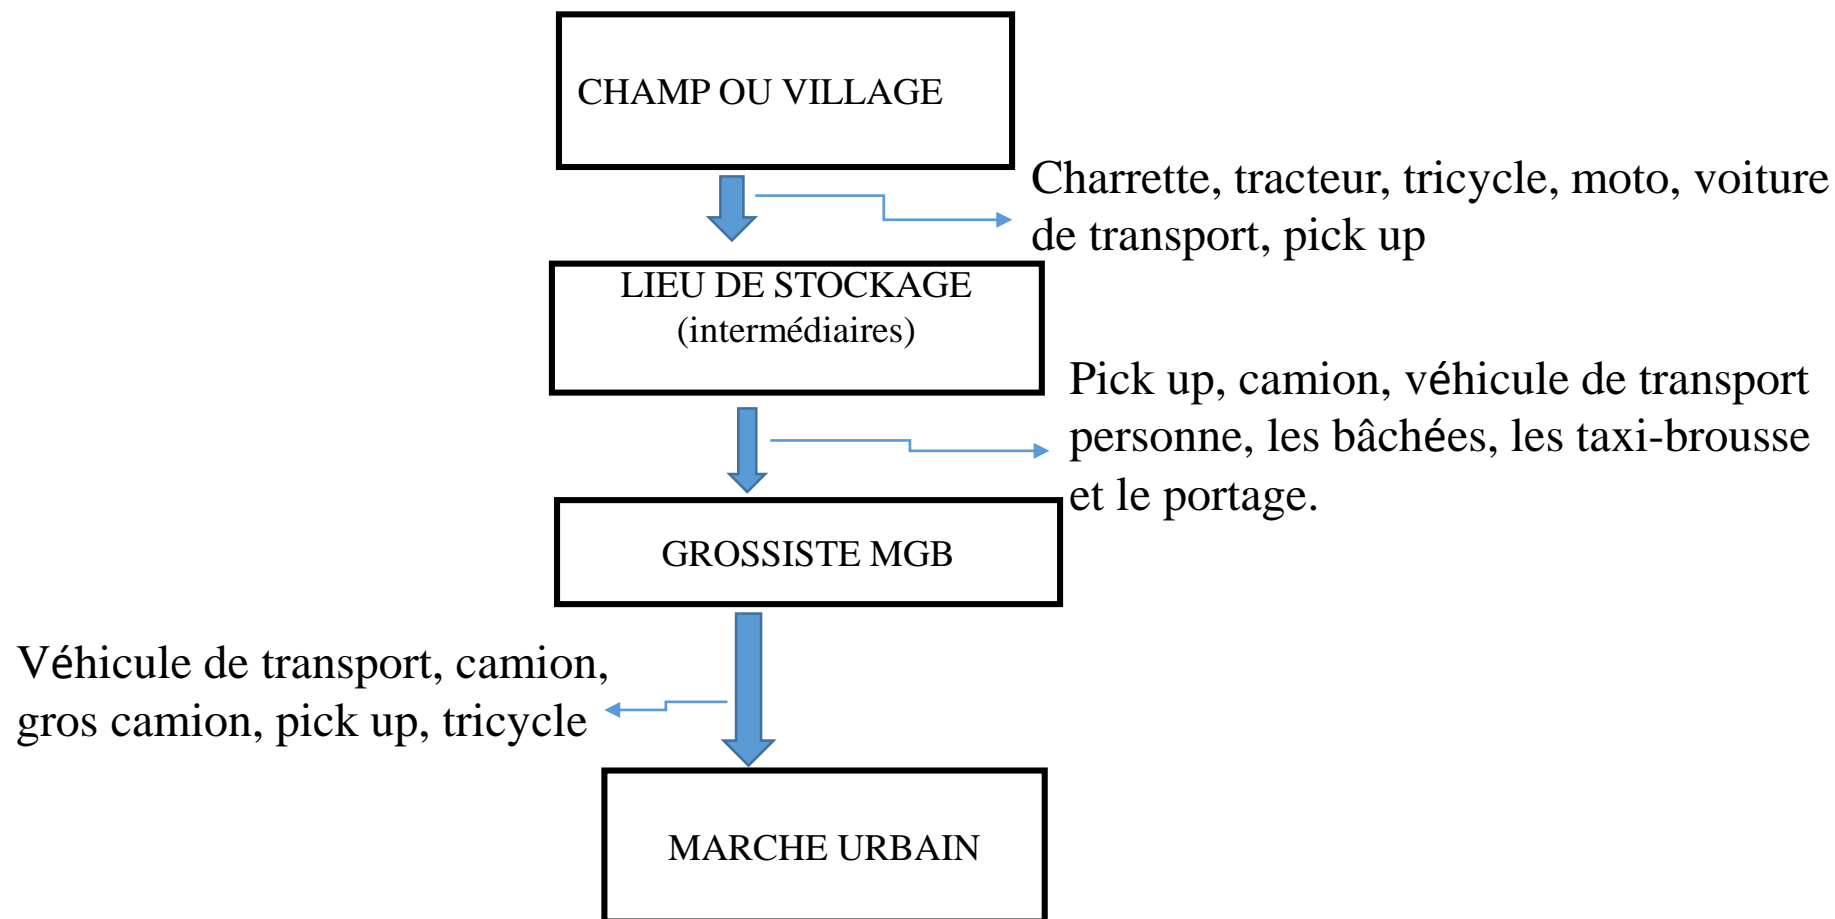 CHAMP OU VILLAGE
Charrette, tracteur, tricycle, moto, voiture
de transport, pick up
LIEU DE STOCKAGE
(intermédiaires)
Pick up, camion, véhicule de transport
personne, les bâchées, les taxi-brousse
et le portage.
GROSSISTE MGB
Véhicule de transport, camion,
gros camion, pick up, tricycle
MARCHE URBAIN